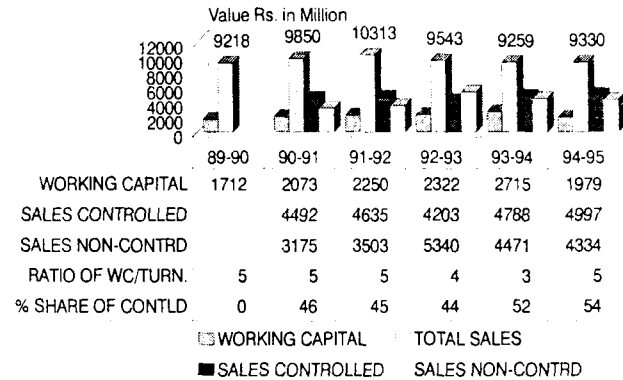 Value Rs. in Million
9218 9850 10313 9543 9259 9330
12000
10000
8000
6000
4000
2000
0
89-90 90-91 91-92 92-93 93-94 94-95
WORKING CAPITAL 1712 2073 2250 2322 2715 1979
SALES CONTROLLED 4492 4635 4203 4788 4997
SALES NON-CONTRD 3175 3503 5340 4471 4334
RATIO OF WC/TURN. 5 5 5 4 3 5
% SHARE OF CONTLD 0 46 45 44 52 54
WORKING CAPITAL TOTAL SALES
SALES CONTROLLED SALES NON-CONTRD